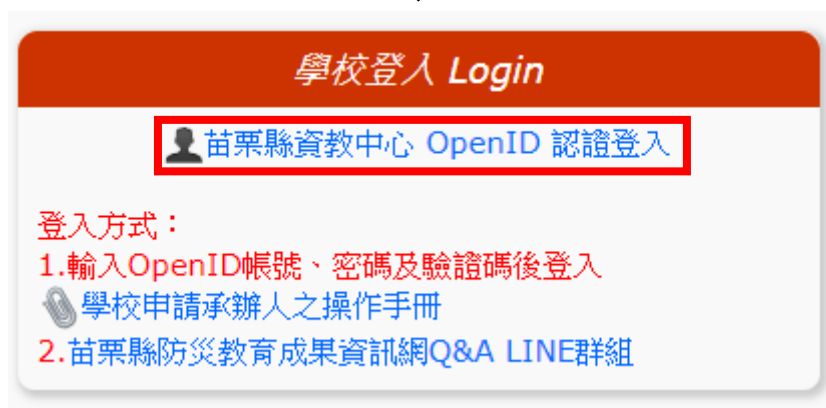 學校登入 Login
苗栗縣資教中心 OpenID 認證登入
登入方式：
1.輸入OpenID帳號、密碼及驗證碼後登入
學校申請承辦人之操作手冊
2.苗栗縣防災教育成果資訊網Q&A LINE群組